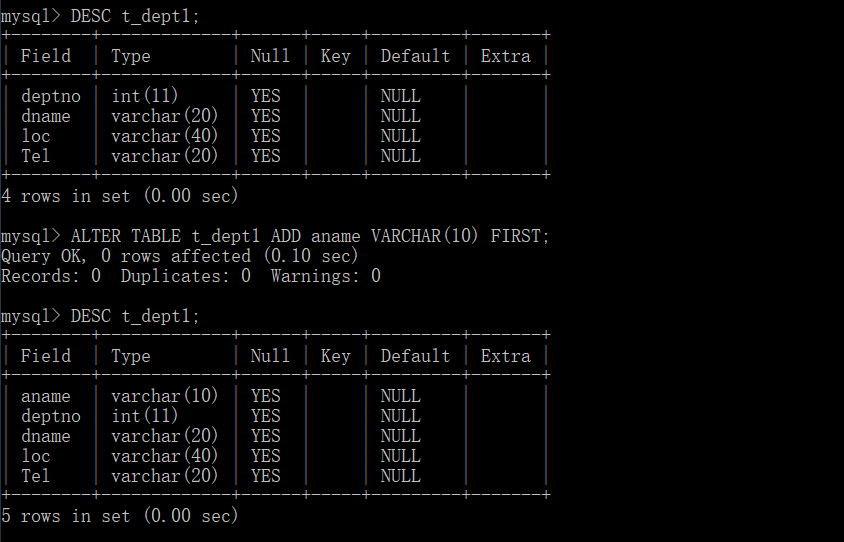 mysql> DESC t_dept1;
+--------+-------------+------+-----+---------+-------+
| Field  | Type        | Null | Key | Default | Extra |
+--------+-------------+------+-----+---------+-------+
| deptno | int(11)     | YES  |     | NULL    |       |
| dname  | varchar(20) | YES  |     | NULL    |       |
| loc    | varchar(40) | YES  |     | NULL    |       |
| Tel    | varchar(20) | YES  |     | NULL    |       |
+--------+-------------+------+-----+---------+-------+
4 rows in set (0.00 sec)

mysql> ALTER TABLE t_dept1 ADD aname VARCHAR(10) FIRST;
Query OK, 0 rows affected (0.10 sec)
Records: 0  Duplicates: 0  Warnings: 0

mysql> DESC t_dept1;
+--------+-------------+------+-----+---------+-------+
| Field  | Type        | Null | Key | Default | Extra |
+--------+-------------+------+-----+---------+-------+
| aname  | varchar(10) | YES  |     | NULL    |       |
| deptno | int(11)     | YES  |     | NULL    |       |
| dname  | varchar(20) | YES  |     | NULL    |       |
| loc    | varchar(40) | YES  |     | NULL    |       |
| Tel    | varchar(20) | YES  |     | NULL    |       |
+--------+-------------+------+-----+---------+-------+
5 rows in set (0.00 sec)